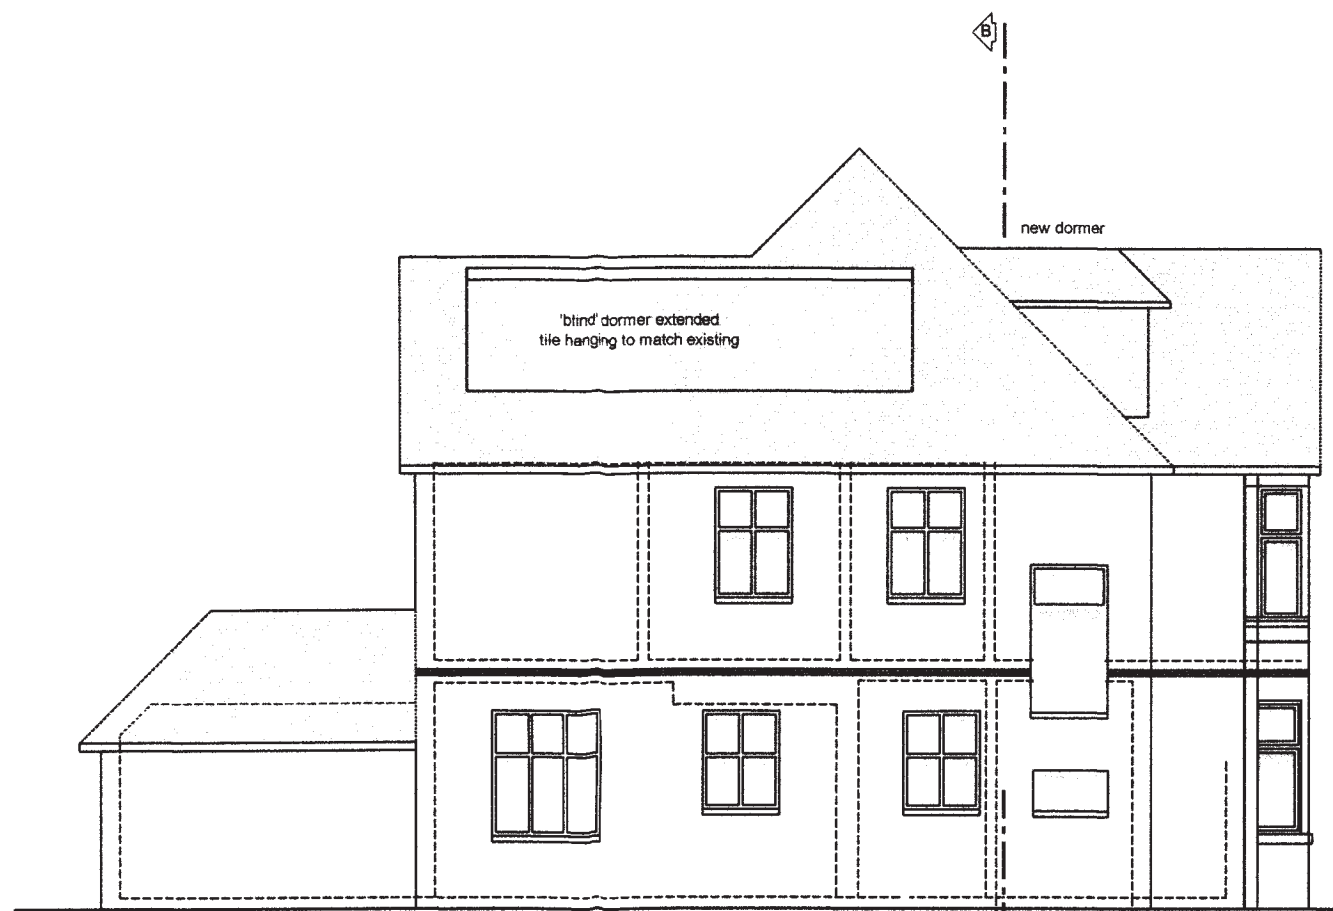 B
new dormer
'blind' dormer extended
tile hanging to match existing